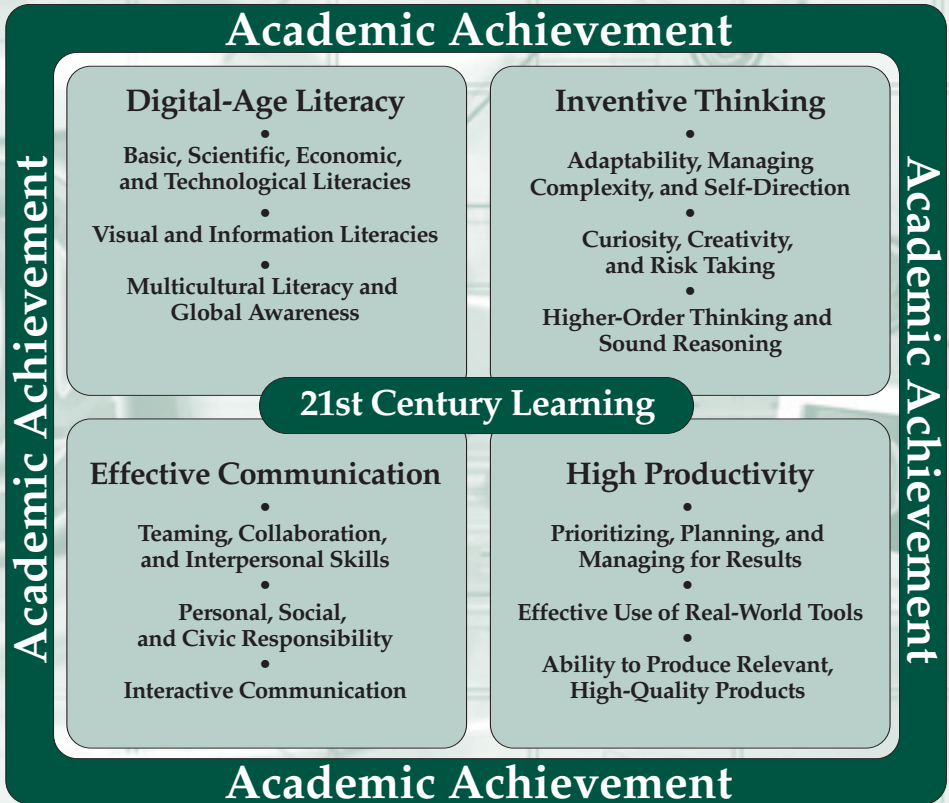 Academic Achievement
Academic Achievement
Digital-Age Literacy
•
Basic, Scientific, Economic,
and Technological Literacies
•
Visual and Information Literacies
•
Multicultural Literacy and
Global Awareness
Inventive Thinking
•
Adaptability, Managing
Complexity, and Self-Direction
•
Curiosity, Creativity,
and Risk Taking
•
Higher-Order Thinking and
Sound Reasoning
Academic Achievement
21st Century Learning
Effective Communication
•
Teaming, Collaboration,
and Interpersonal Skills
•
Personal, Social,
and Civic Responsibility
•
Interactive Communication
High Productivity
•
Prioritizing, Planning, and
Managing for Results
•
Effective Use of Real-World Tools
•
Ability to Produce Relevant,
High-Quality Products
Academic Achievement